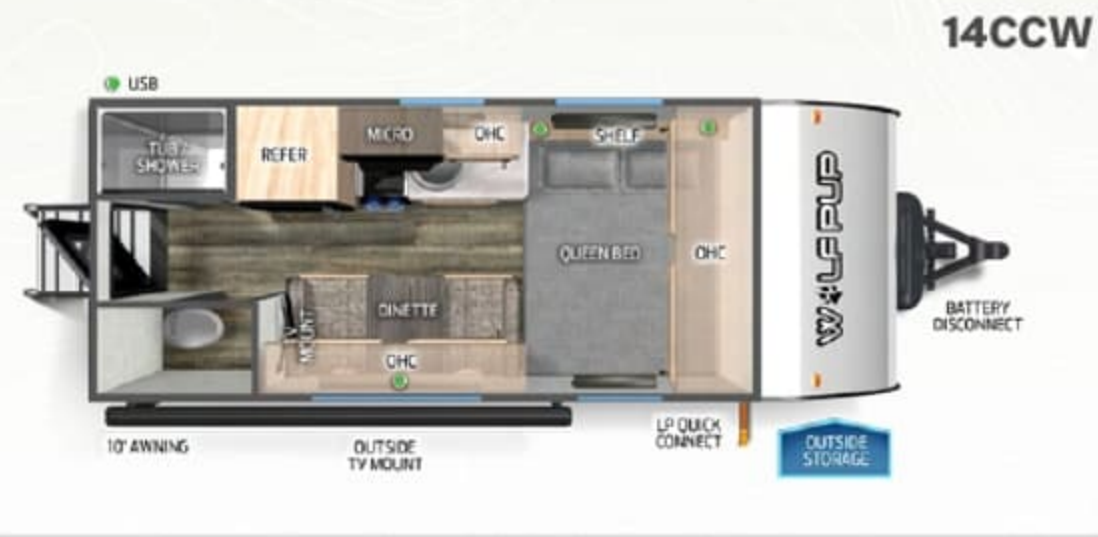 14CCW
USB
TUB /
SHOWER
REFER
MICRO
OHC
SHELF
QUEEN BED
OHC
WOLF PUP
DINETTE
TV
MOUNT
OHC
BATTERY
DISCONNECT
10' AWNING
OUTSIDE
TV MOUNT
LP QUICK
CONNECT
OUTSIDE
STORAGE